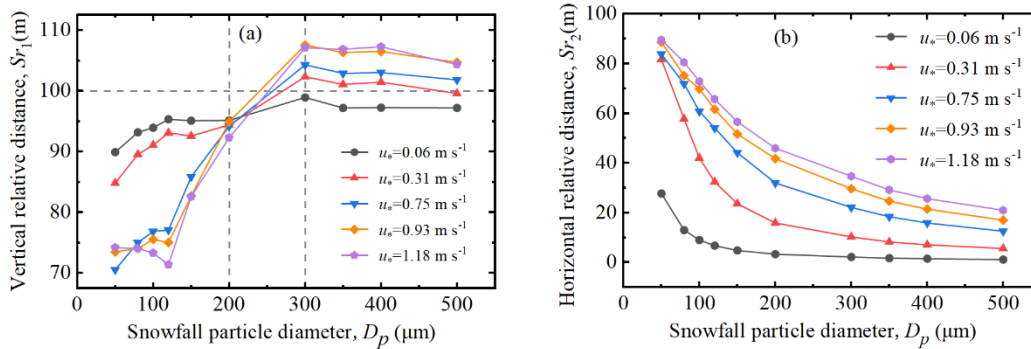 (a)
Vertical relative distance, Sr₁(m)
110
100
90
80
70
u*=0.06 m s⁻¹
u*=0.31 m s⁻¹
u*=0.75 m s⁻¹
u*=0.93 m s⁻¹
u*=1.18 m s⁻¹
0 100 200 300 400 500
Snowfall particle diameter, Dp (μm)
(b)
Horizontal relative distance, Sr₂(m)
100
80
60
40
20
0
u*=0.06 m s⁻¹
u*=0.31 m s⁻¹
u*=0.75 m s⁻¹
u*=0.93 m s⁻¹
u*=1.18 m s⁻¹
0 100 200 300 400 500
Snowfall particle diameter, Dp (μm)